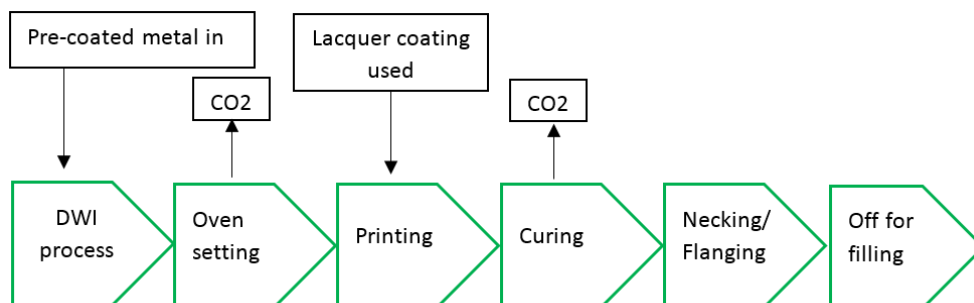 Pre-coated metal in
Lacquer coating
used
CO2
CO2
DWI
process
Oven
setting
Printing
Curing
Necking/
Flanging
Off for
filling